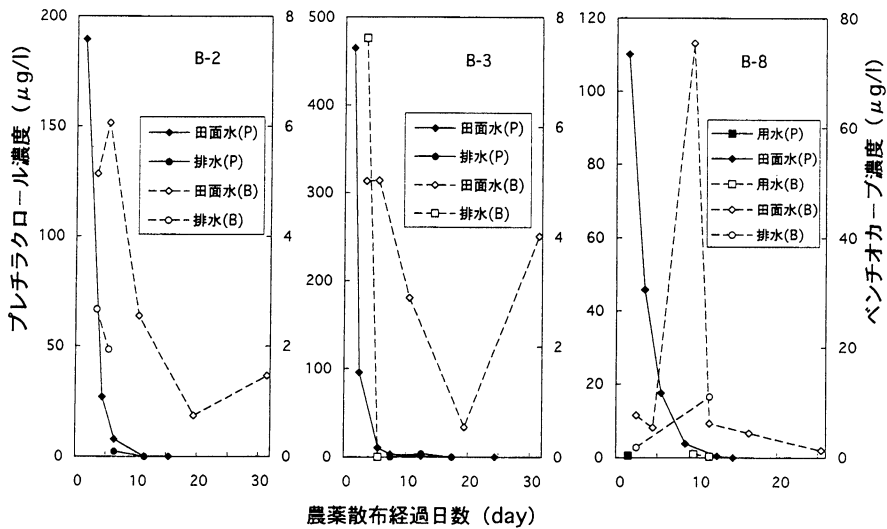 プレチラクロール濃度 (μg/l)
200
150
100
50
0
B-2
田面水(P)
排水(P)
田面水(B)
排水(B)
8
6
4
2
0
0
10
20
30
500
400
300
200
100
0
B-3
田面水(P)
排水(P)
田面水(B)
排水(B)
8
6
4
2
0
0
10
20
30
120
100
80
60
40
20
0
B-8
用水(P)
田面水(P)
用水(B)
田面水(B)
排水(B)
80
60
40
20
0
0
10
20
ベンチオカーブ濃度 (μg/l)
農薬散布経過日数 (day)